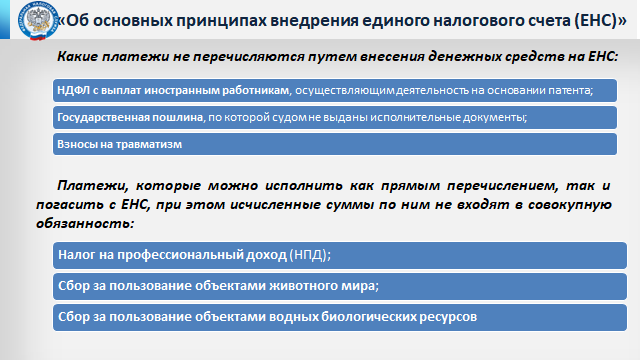 «Об основных принципах внедрения единого налогового счета (ЕНС)»
Какие платежи не перечисляются путем внесения денежных средств на ЕНС:
НДФЛ с выплат иностранным работникам, осуществляющим деятельность на основании патента;
Государственная пошлина, по которой судом не выданы исполнительные документы;
Взносы на травматизм
Платежи, которые можно исполнить как прямым перечислением, так и
погасить с ЕНС, при этом исчисленные суммы по ним не входят в совокупную
обязанность:
Налог на профессиональный доход (НПД);
Сбор за пользование объектами животного мира;
Сбор за пользование объектами водных биологических ресурсов